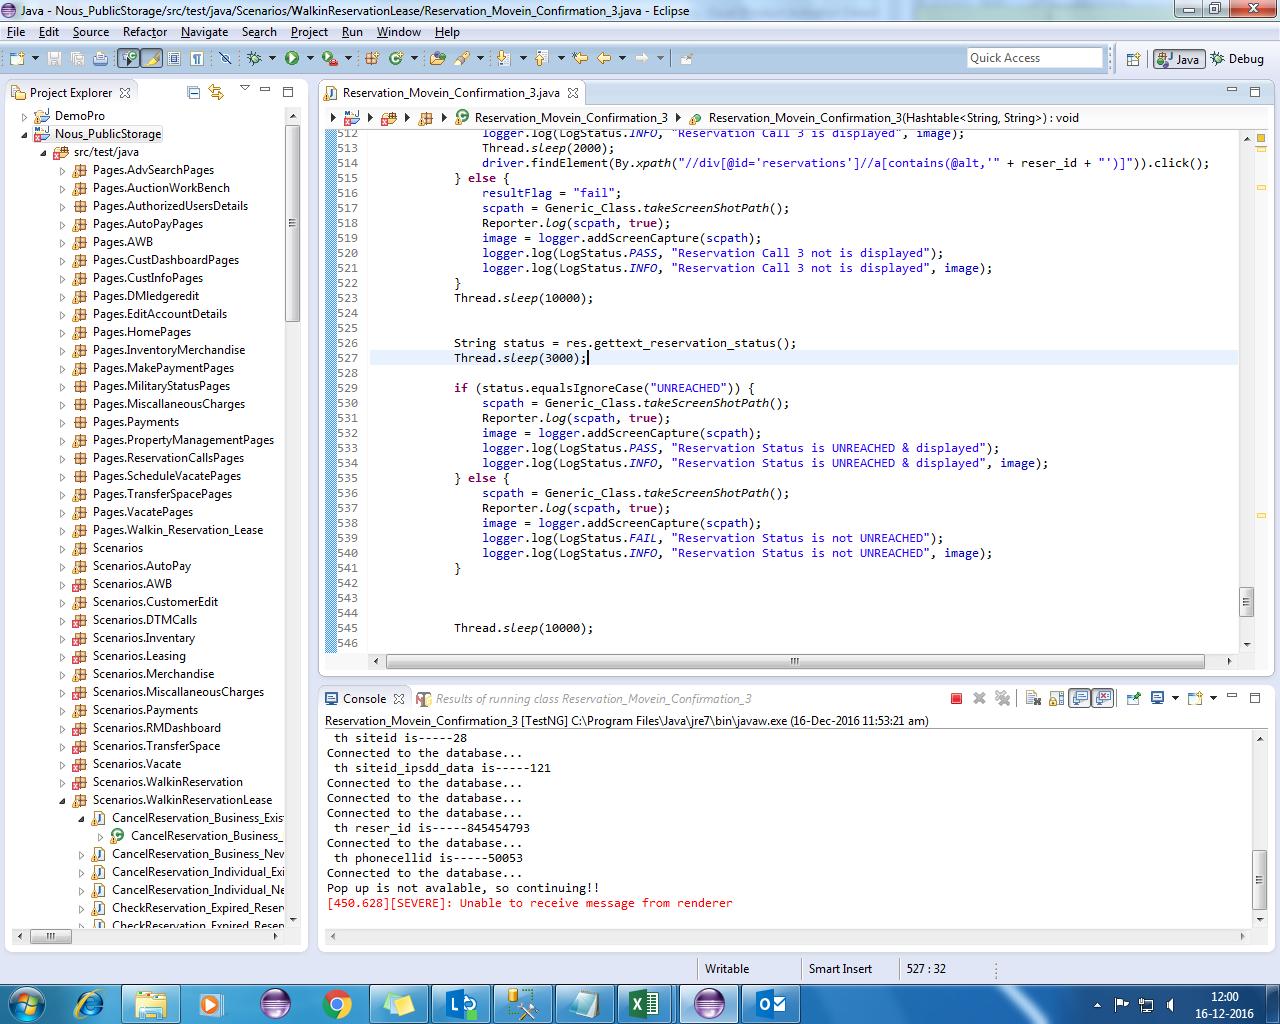 Java - Nous_PublicStorage/src/test/java/Scenarios/WalkinReservationLease/Reservation_Movein_Confirmation_3.java - Eclipse
File Edit Source Refactor Navigate Search Project Run Window Help
Quick Access
Java
Debug
Project Explorer
DemoPro
Nous_PublicStorage
src/test/java
Pages.AdvSearchPages
Pages.AuctionWorkBench
Pages.AuthorizedUsersDetails
Pages.AutoPayPages
Pages.AWB
Pages.CustDashboardPages
Pages.CustInfoPages
Pages.DMledgeredit
Pages.EditAccountDetails
Pages.HomePages
Pages.InventoryMerchandise
Pages.MakePaymentPages
Pages.MilitaryStatusPages
Pages.MiscallaneousCharges
Pages.Payments
Pages.PropertyManagementPages
Pages.ReservationCallsPages
Pages.ScheduleVacatePages
Pages.TransferSpacePages
Pages.VacatePages
Pages.Walkin_Reservation_Lease
Scenarios
Scenarios.AutoPay
Scenarios.AWB
Scenarios.CustomerEdit
Scenarios.DTMCalls
Scenarios.Inventary
Scenarios.Leasing
Scenarios.Merchandise
Scenarios.MiscallaneousCharges
Scenarios.Payments
Scenarios.RMDashboard
Scenarios.TransferSpace
Scenarios.Vacate
Scenarios.WalkinReservation
Scenarios.WalkinReservationLease
CancelReservation_Business_Exis
CancelReservation_Business_
CancelReservation_Business_Nev
CancelReservation_Individual_Exi
CancelReservation_Individual_Ne
CheckReservation_Expired_Reser
CheckReservation_Expired_Reser
Reservation_Movein_Confirmation_3.java
Reservation_Movein_Confirmation_3
Reservation_Movein_Confirmation_3(Hashtable<String, String>) : void
512 logger.log(LogStatus.INFO, "Reservation Call 3 is displayed", image);
513 Thread.sleep(2000);
514 driver.findElement(By.xpath("//div[@id='reservations']//a[contains(@alt,'" + reser_id + "')]")).click();
515 } else {
516 resultFlag = "fail";
517 scpath = Generic_Class.takeScreenShotPath();
518 Reporter.log(scpath, true);
519 image = logger.addScreenCapture(scpath);
520 logger.log(LogStatus.PASS, "Reservation Call 3 not is displayed");
521 logger.log(LogStatus.INFO, "Reservation Call 3 not is displayed", image);
522 }
523 Thread.sleep(10000);
524
525
526 String status = res.gettext_reservation_status();
527 Thread.sleep(3000);
528
529 if (status.equalsIgnoreCase("UNREACHED")) {
530 scpath = Generic_Class.takeScreenShotPath();
531 Reporter.log(scpath, true);
532 image = logger.addScreenCapture(scpath);
533 logger.log(LogStatus.PASS, "Reservation Status is UNREACHED & displayed");
534 logger.log(LogStatus.INFO, "Reservation Status is UNREACHED & displayed", image);
535 } else {
536 scpath = Generic_Class.takeScreenShotPath();
537 Reporter.log(scpath, true);
538 image = logger.addScreenCapture(scpath);
539 logger.log(LogStatus.FAIL, "Reservation Status is not UNREACHED");
540 logger.log(LogStatus.INFO, "Reservation Status is not UNREACHED", image);
541 }
542
543
544
545 Thread.sleep(10000);
546
Console
Results of running class Reservation_Movein_Confirmation_3
Reservation_Movein_Confirmation_3 [TestNG] C:\Program Files\Java\jre7\bin\javaw.exe (16-Dec-2016 11:53:21 am)
th siteid is-----28
Connected to the database...
th siteid_ipsdd_data is-----121
Connected to the database...
Connected to the database...
Connected to the database...
th reser_id is-----845454793
Connected to the database...
th phonecellid is-----50053
Connected to the database...
Pop up is not avalable, so continuing!!
[450.628][SEVERE]: Unable to receive message from renderer
Writable
Smart Insert
527 : 32
12:00
16-12-2016